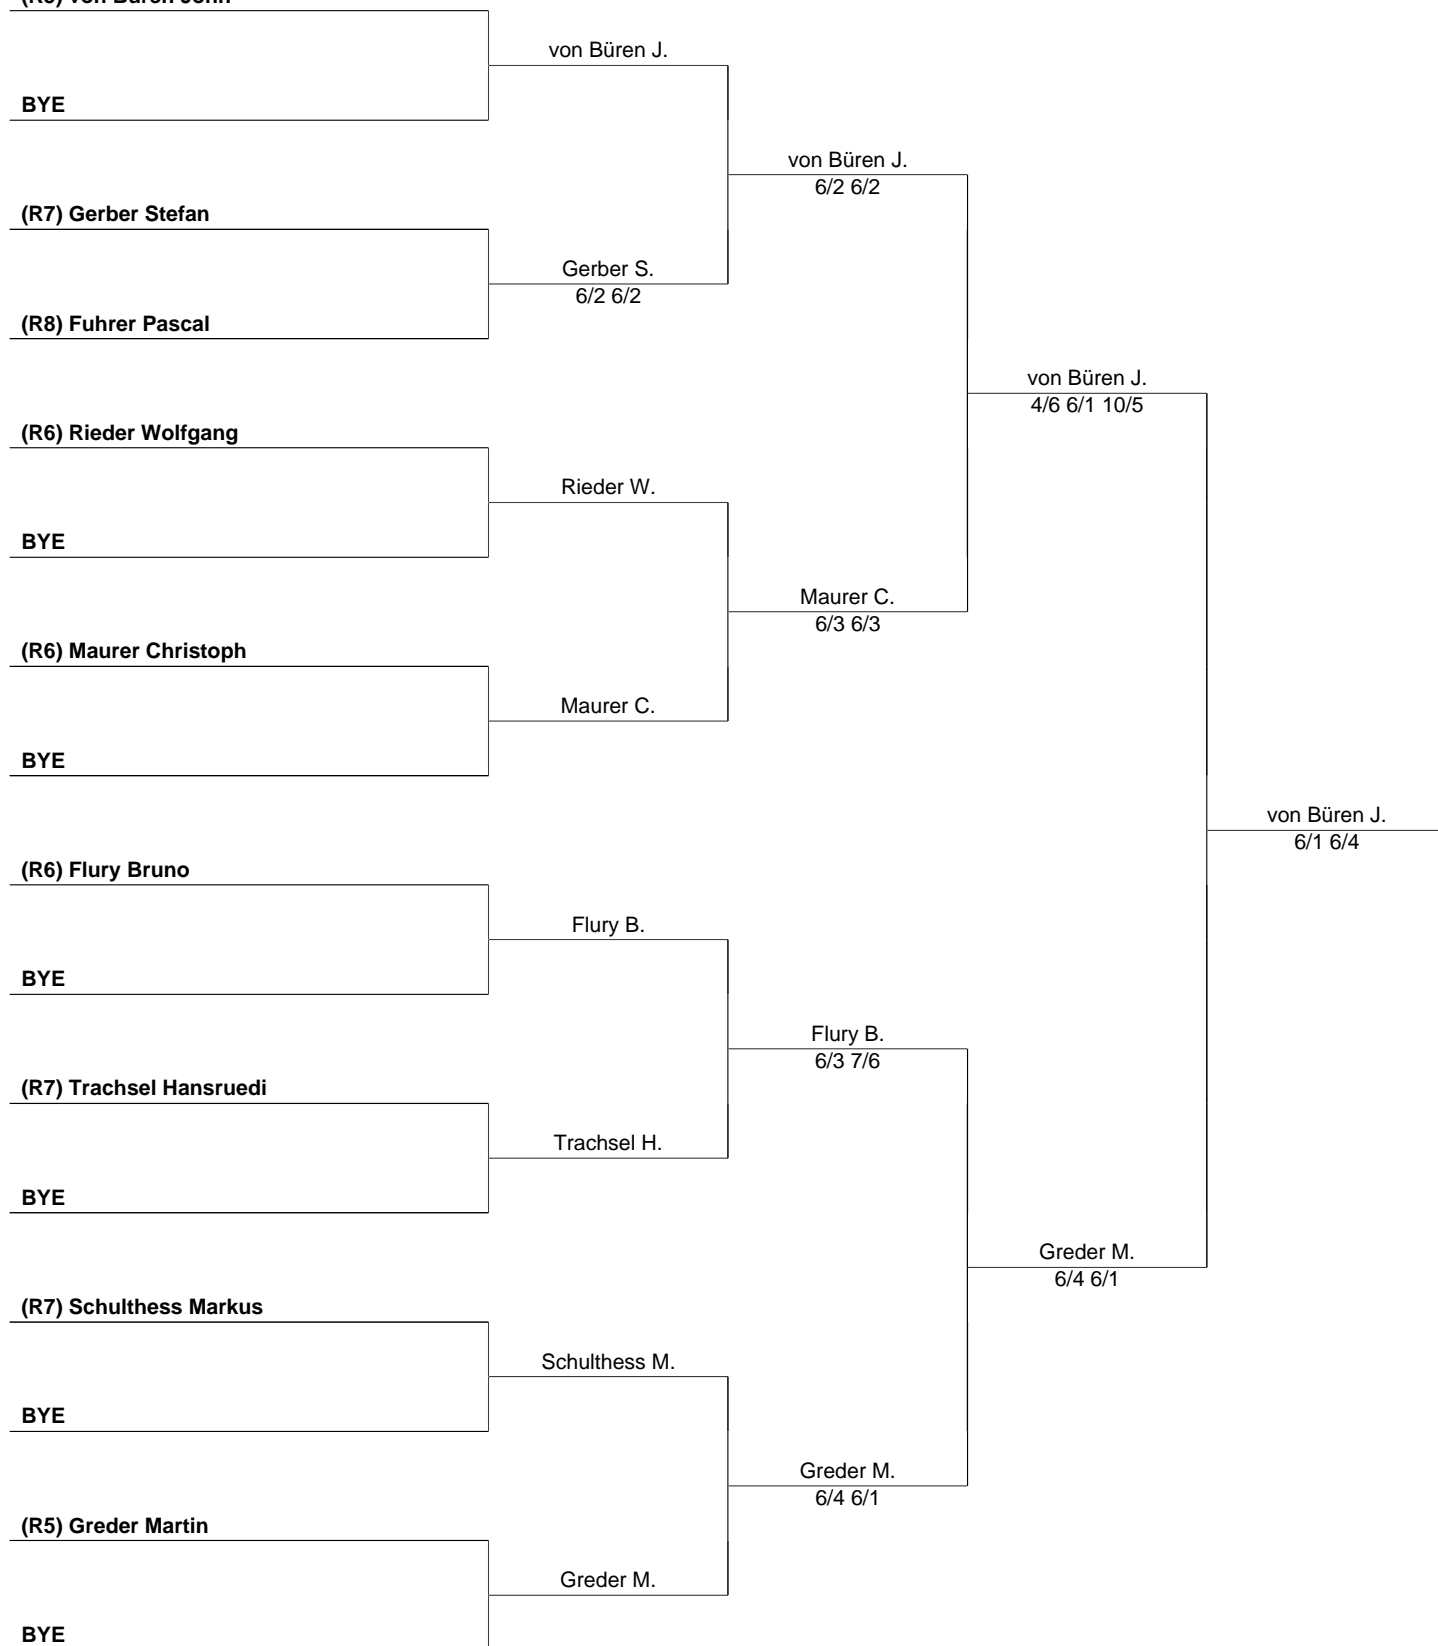 von Büren John
BYE
(R7) Gerber Stefan
(R8) Fuhrer Pascal
(R6) Rieder Wolfgang
BYE
(R6) Maurer Christoph
BYE
(R6) Flury Bruno
BYE
(R7) Trachsel Hansruedi
BYE
(R7) Schulthess Markus
BYE
(R5) Greder Martin
BYE
von Büren J.
Gerber S.
6/2 6/2
Rieder W.
Maurer C.
Flury B.
Trachsel H.
Schulthess M.
Greder M.
von Büren J.
6/2 6/2
Maurer C.
6/3 6/3
Flury B.
6/3 7/6
Greder M.
6/4 6/1
von Büren J.
4/6 6/1 10/5
Greder M.
6/4 6/1
von Büren J.
6/1 6/4